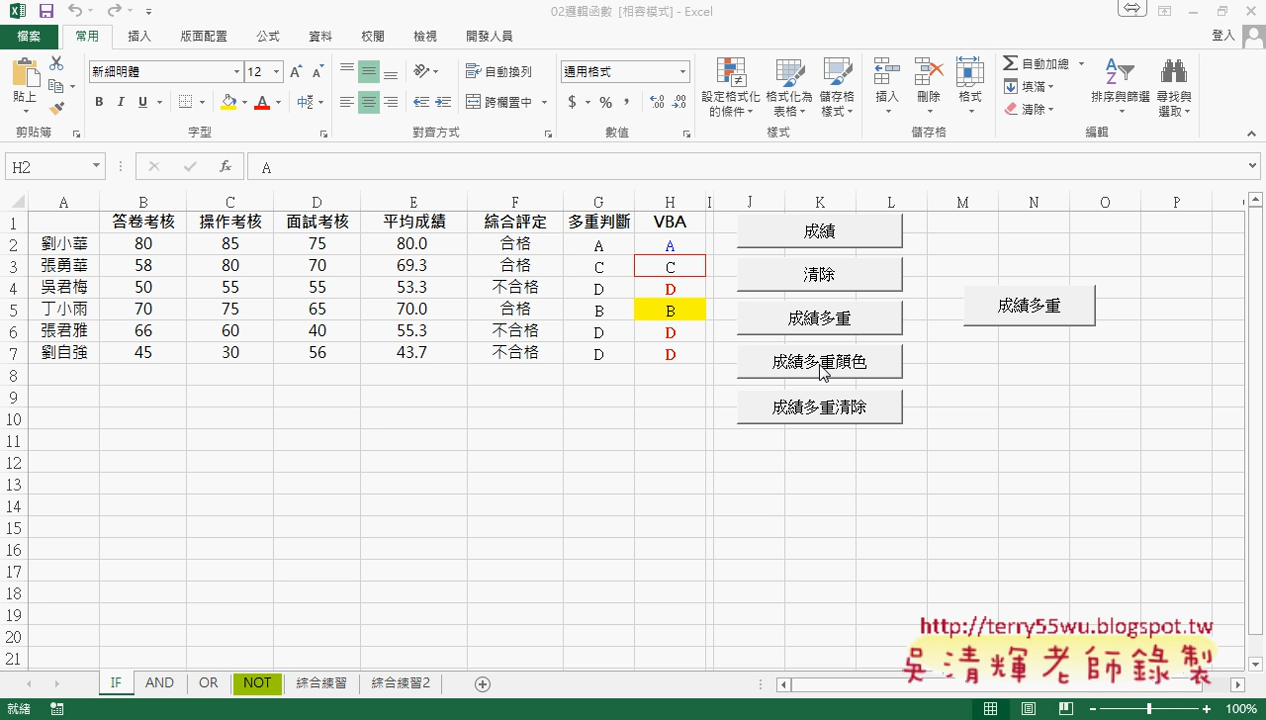 02邏輯函數 [相容模式] - Excel
檔案 常用 插入 版面配置 公式 資料 校閱 檢視 開發人員 登入
新細明體 12 自動換列 通用格式 自動加總
貼上 B I U 跨欄置中 $ % , 設定格式化的條件 格式化為表格 儲存格樣式 插入 刪除 格式 填滿 清除 排序與篩選 尋找與選取
剪貼簿 字型 對齊方式 數值 樣式 儲存格 編輯
H2 fx A
A B C D E F G H I J K L M N O P
1 答卷考核 操作考核 面試考核 平均成績 綜合評定 多重判斷 VBA
2 劉小華 80 85 75 80.0 合格 A A
3 張勇華 58 80 70 69.3 合格 C C
4 吳君梅 50 55 55 53.3 不合格 D D
5 丁小雨 70 75 65 70.0 合格 B B
6 張君雅 66 60 40 55.3 不合格 D D
7 劉自強 45 30 56 43.7 不合格 D D
8
9
10
11
12
13
14
15
16
17
18
19
20
21
成績
清除
成績多重
成績多重顏色
成績多重清除
成績多重
http://terry55wu.blogspot.tw
吳清輝老師錄製
IF AND OR NOT 綜合練習 綜合練習2
就緒 100%